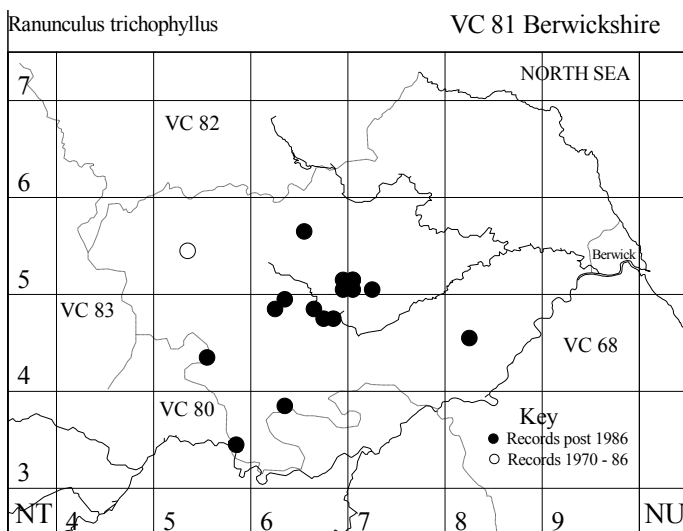 Ranunculus trichophyllus VC 81 Berwickshire
NORTH SEA
7
VC 82
6
Berwick
5
VC 83
VC 68
4
VC 80
Key
Records post 1986
Records 1970 - 86
3
NT 4 5 6 7 8 9 NU